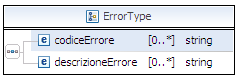 ErrorType
codiceErrore [0..*] string
descrizioneErrore [0..*] string